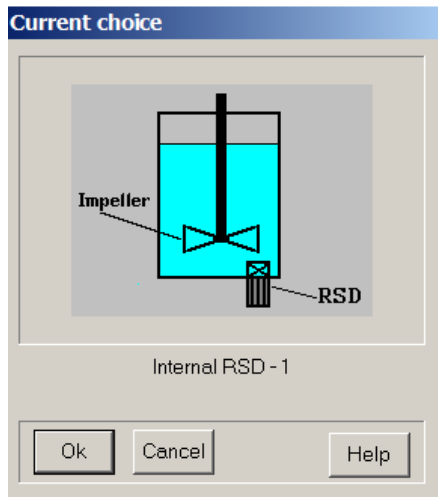 Current choice
Impeller
RSD
Internal RSD - 1
Ok
Cancel
Help